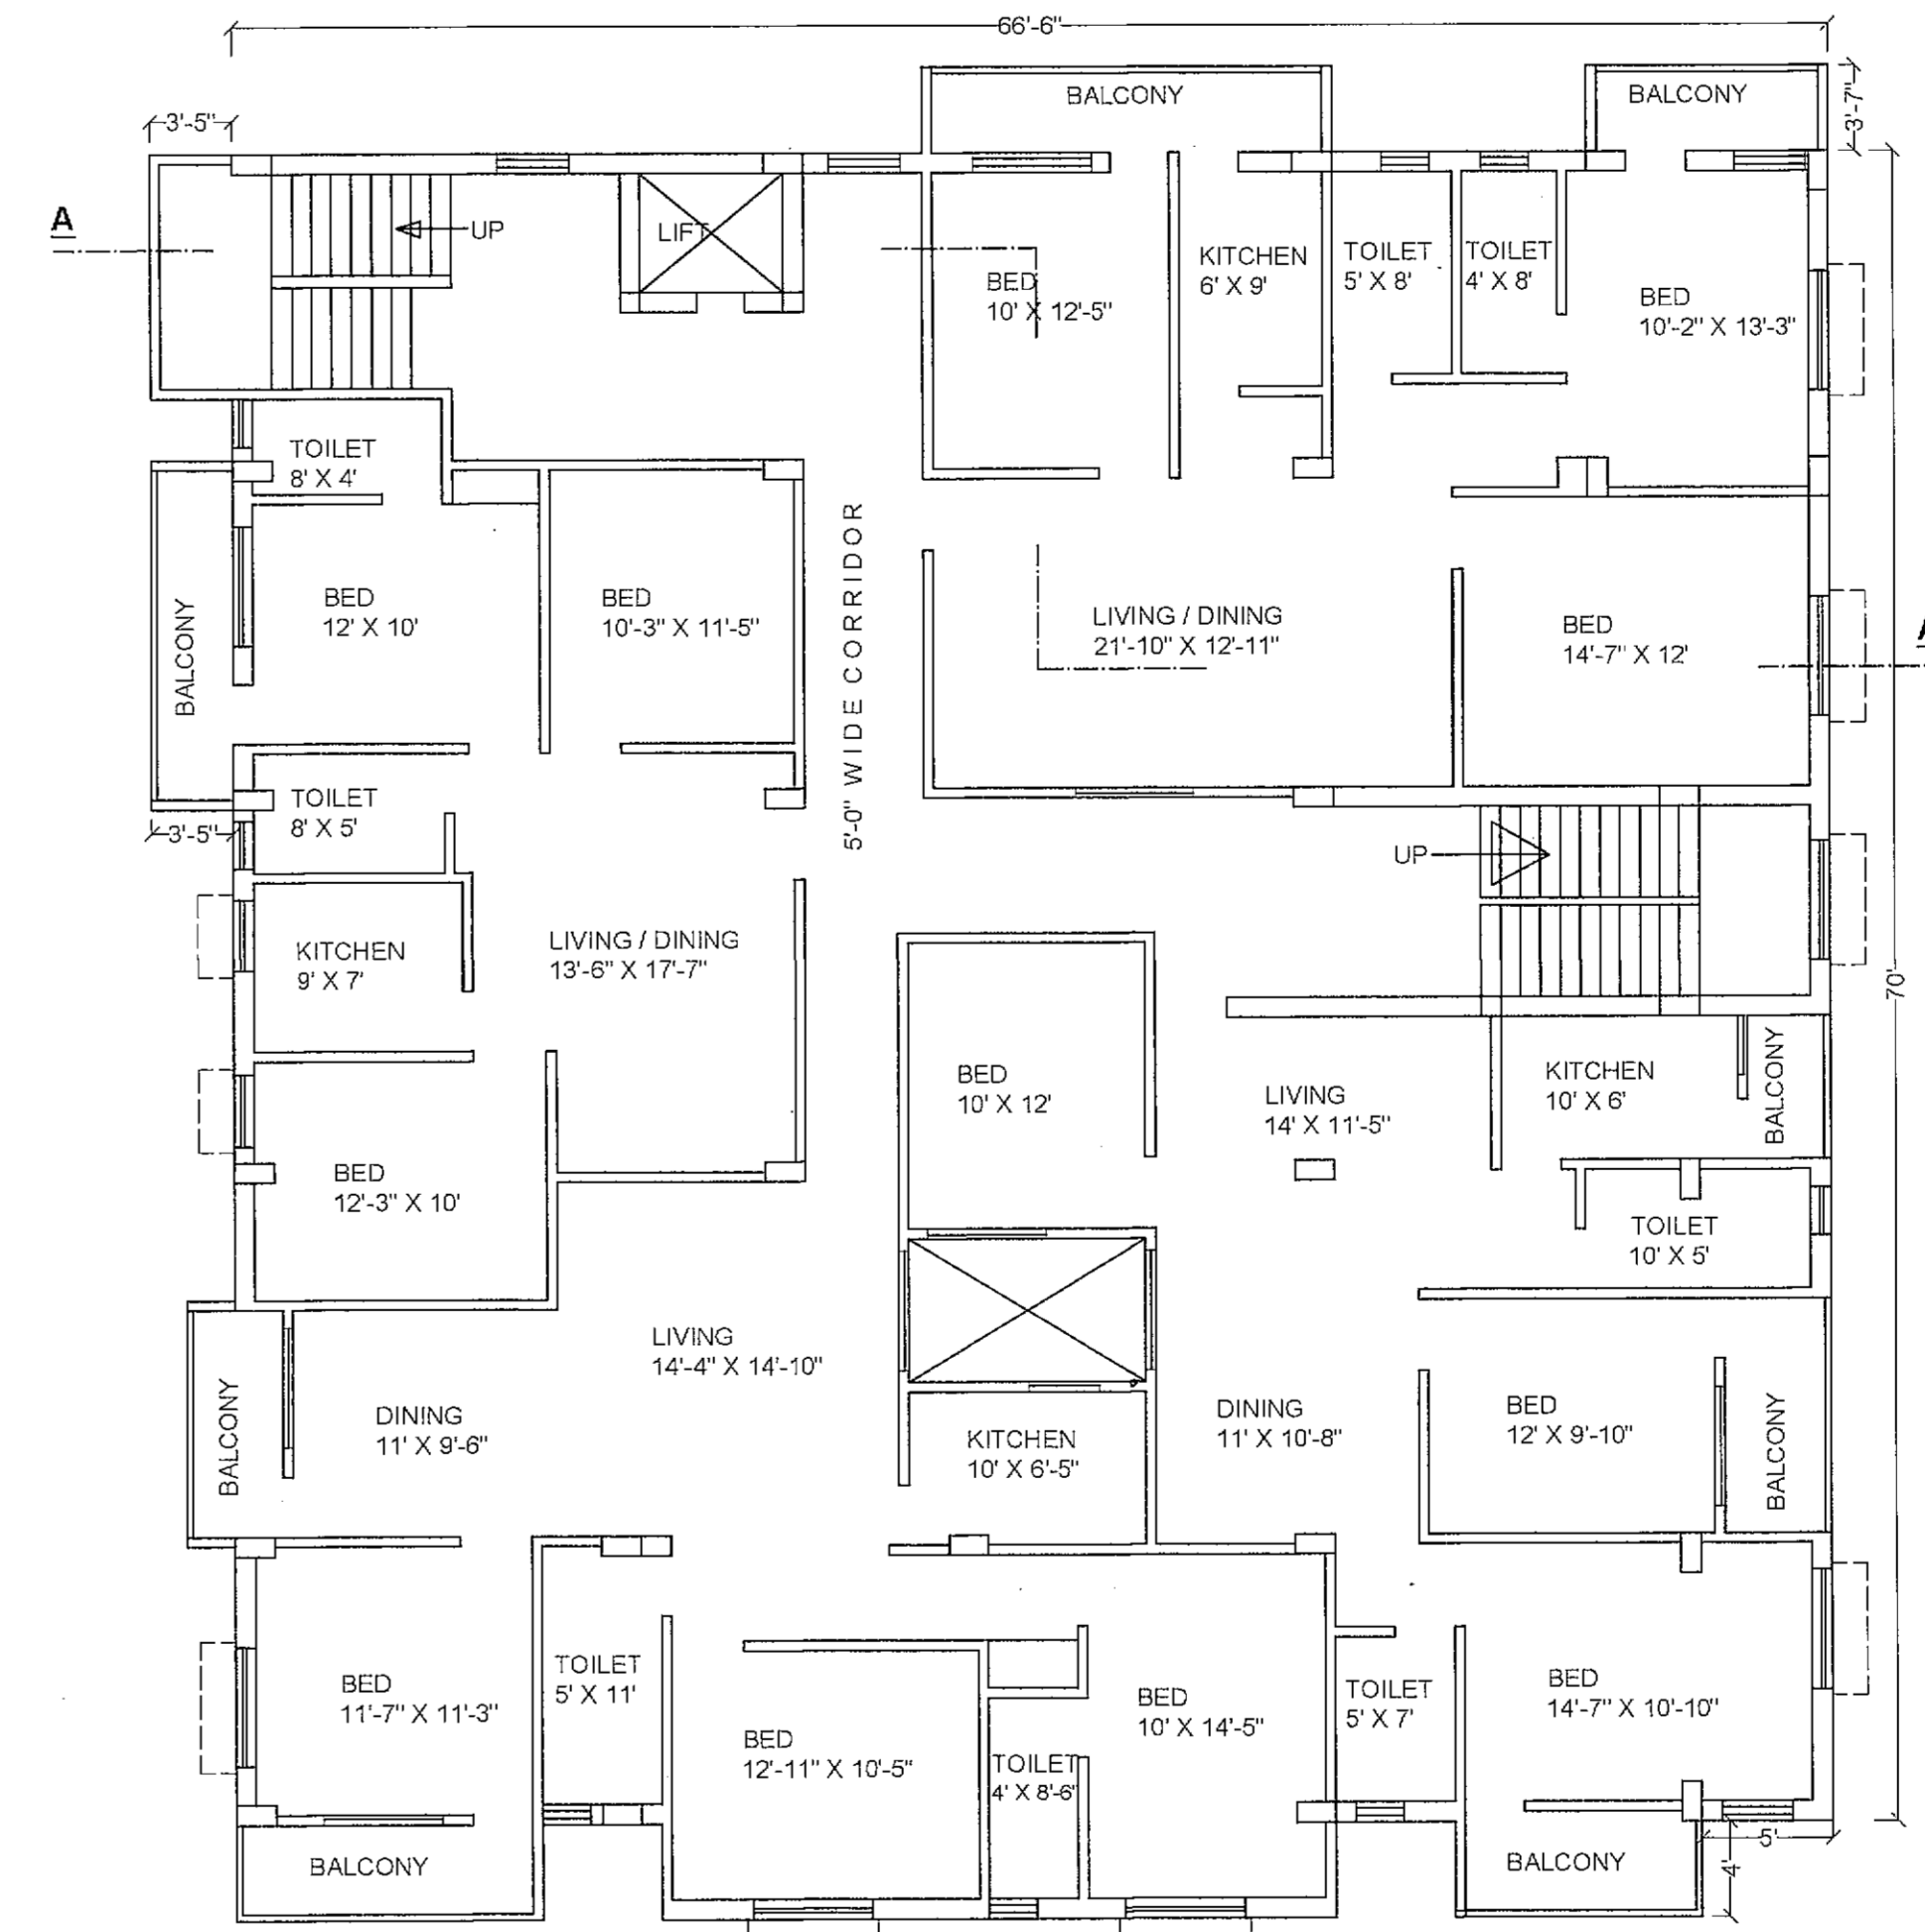 66'-6"
BALCONY
BALCONY
3'-7"
3'-5"
A
UP
LIFT
BED
10' X 12'-5"
KITCHEN
6' X 9'
TOILET
5' X 8'
TOILET
4' X 8'
BED
10'-2" X 13'-3"
TOILET
8' X 4'
BALCONY
BED
12' X 10'
BED
10'-3" X 11'-5"
5'-0" WIDE CORRIDOR
LIVING / DINING
21'-10" X 12'-11"
BED
14'-7" X 12'
TOILET
8' X 5'
3'-5"
UP
KITCHEN
9' X 7'
LIVING / DINING
13'-6" X 17'-7"
70'
BED
10' X 12'
LIVING
14' X 11'-5"
KITCHEN
10' X 6'
BALCONY
BED
12'-3" X 10'
TOILET
10' X 5'
LIVING
14'-4" X 14'-10"
BALCONY
DINING
11' X 9'-6"
KITCHEN
10' X 6'-5"
DINING
11' X 10'-8"
BED
12' X 9'-10"
BALCONY
BED
11'-7" X 11'-3"
TOILET
5' X 11'
BED
12'-11" X 10'-5"
TOILET
4' X 8'-6"
BED
10' X 14'-5"
TOILET
5' X 7'
BED
14'-7" X 10'-10"
BALCONY
BALCONY
5'
4'